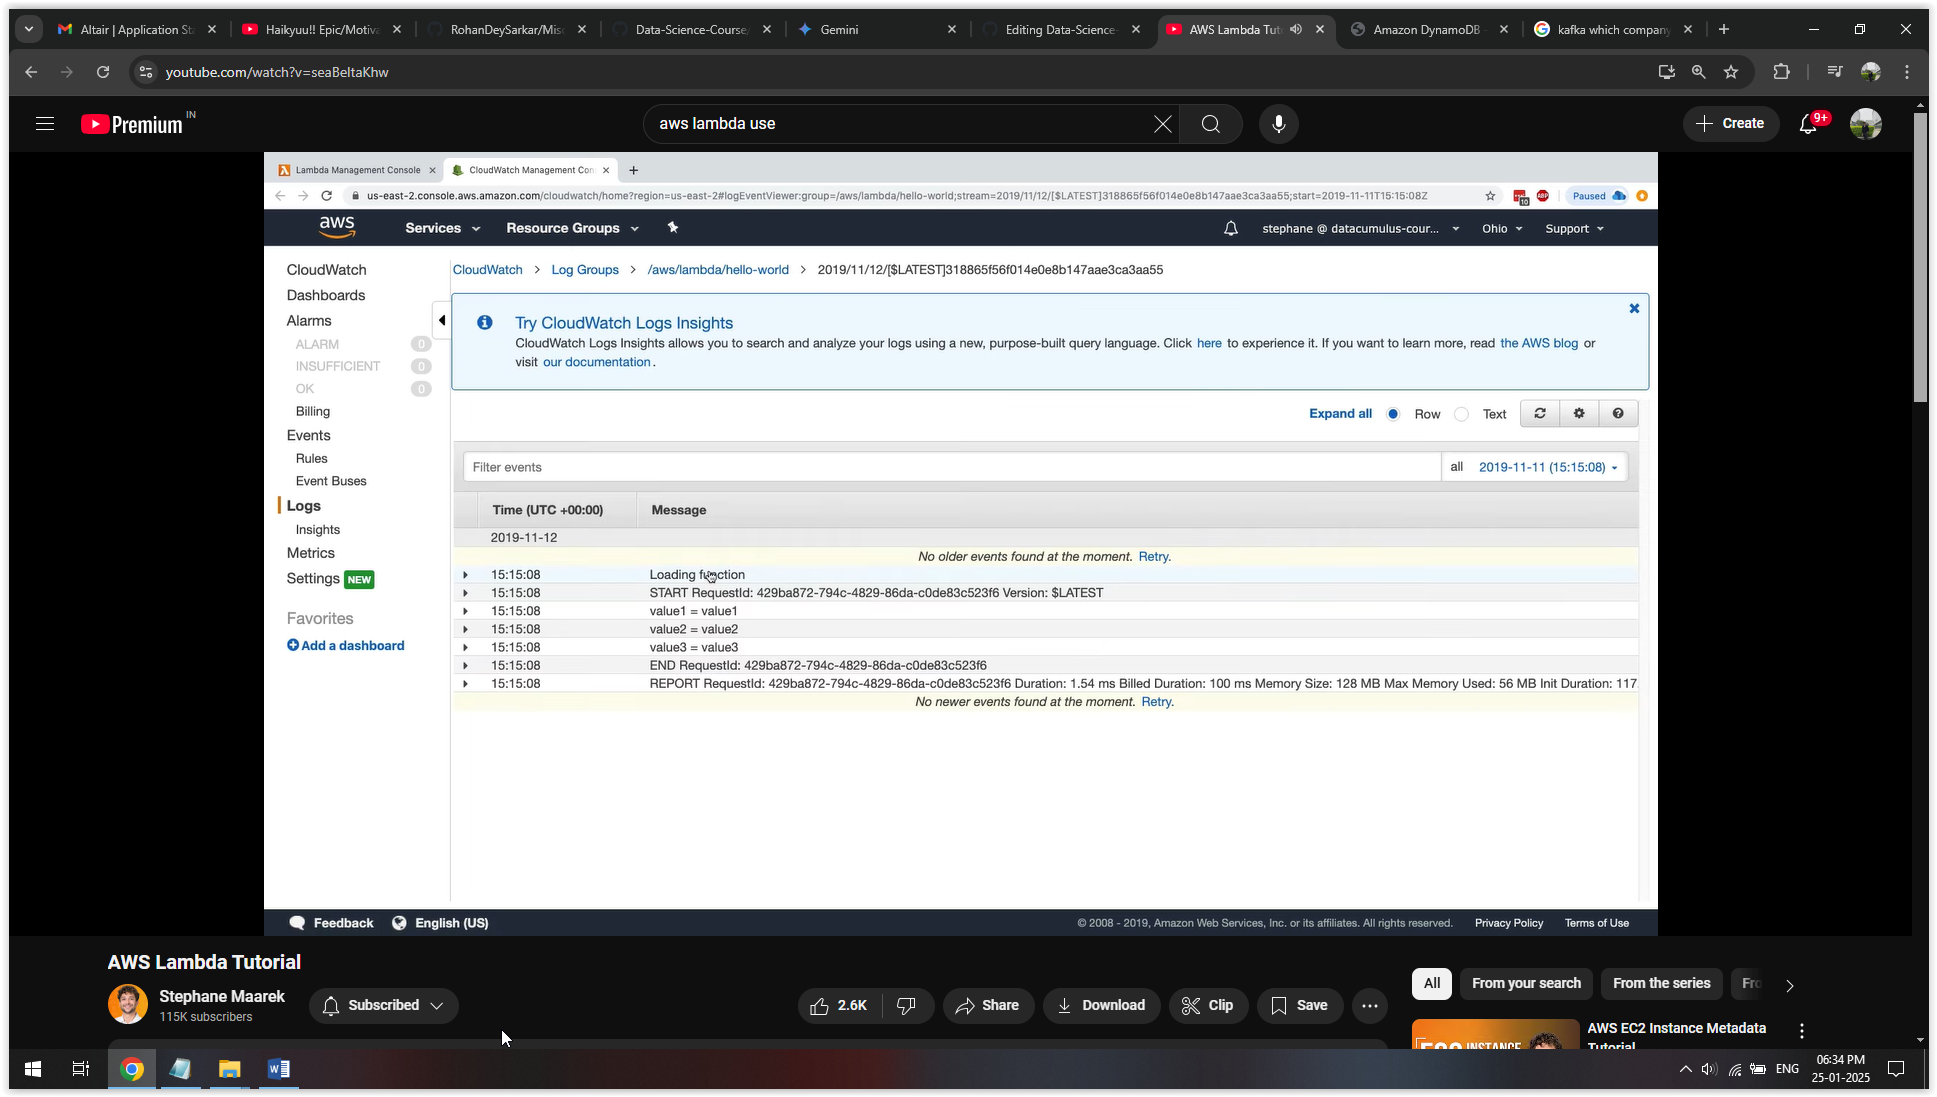 Altair | Application St
Haikyuu!! Epic/Motiva
RohanDeySarkar/Misc
Data-Science-Course/
Gemini
Editing Data-Science-
AWS Lambda Tut
Amazon DynamoDB
kafka which company
youtube.com/watch?v=seaBeltaKhw
Premium IN
aws lambda use
Create
9+
Lambda Management Console
CloudWatch Management Con
us-east-2.console.aws.amazon.com/cloudwatch/home?region=us-east-2#logEventViewer:group=/aws/lambda/hello-world;stream=2019/11/12/[$LATEST]318865f56f014e0e8b147aae3ca3aa55;start=2019-11-11T15:15:08Z
10
ABP
Paused
aws
Services
Resource Groups
stephane @ datacumulus-cour...
Ohio
Support
CloudWatch
Dashboards
Alarms
ALARM 0
INSUFFICIENT 0
OK 0
Billing
Events
Rules
Event Buses
Logs
Insights
Metrics
Settings NEW
Favorites
Add a dashboard
CloudWatch > Log Groups > /aws/lambda/hello-world > 2019/11/12/[$LATEST]318865f56f014e0e8b147aae3ca3aa55
Try CloudWatch Logs Insights
CloudWatch Logs Insights allows you to search and analyze your logs using a new, purpose-built query language. Click here to experience it. If you want to learn more, read the AWS blog or
visit our documentation.
Expand all Row Text
Filter events
all 2019-11-11 (15:15:08)
Time (UTC +00:00) Message
2019-11-12
No older events found at the moment. Retry.
15:15:08 Loading function
15:15:08 START RequestId: 429ba872-794c-4829-86da-c0de83c523f6 Version: $LATEST
15:15:08 value1 = value1
15:15:08 value2 = value2
15:15:08 value3 = value3
15:15:08 END RequestId: 429ba872-794c-4829-86da-c0de83c523f6
15:15:08 REPORT RequestId: 429ba872-794c-4829-86da-c0de83c523f6 Duration: 1.54 ms Billed Duration: 100 ms Memory Size: 128 MB Max Memory Used: 56 MB Init Duration: 117.
No newer events found at the moment. Retry.
Feedback English (US)
© 2008 - 2019, Amazon Web Services, Inc. or its affiliates. All rights reserved. Privacy Policy Terms of Use
AWS Lambda Tutorial
Stephane Maarek
115K subscribers
Subscribed
2.6K
Share
Download
Clip
Save
All
From your search
From the series
Fro
AWS EC2 Instance Metadata
Tutorial
INSTANCE
ENG
06:34 PM
25-01-2025